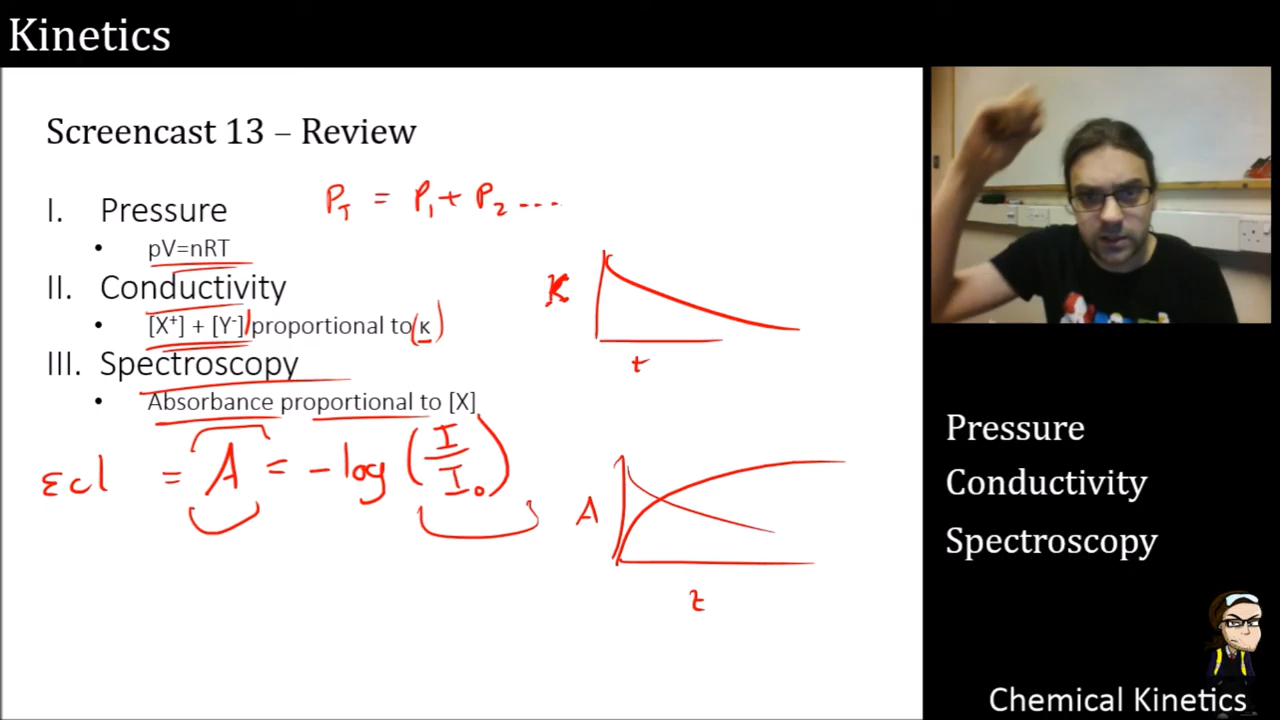 Kinetics
Screencast 13 – Review
I. Pressure
P_T = P_1 + P_2 ...
• pV=nRT
II. Conductivity
• [X⁺] + [Y⁻] proportional to (κ)
III. Spectroscopy
• Absorbance proportional to [X]
εcl = A = -log (I/I₀)
κ
t
A
t
Pressure
Conductivity
Spectroscopy
Chemical Kinetics